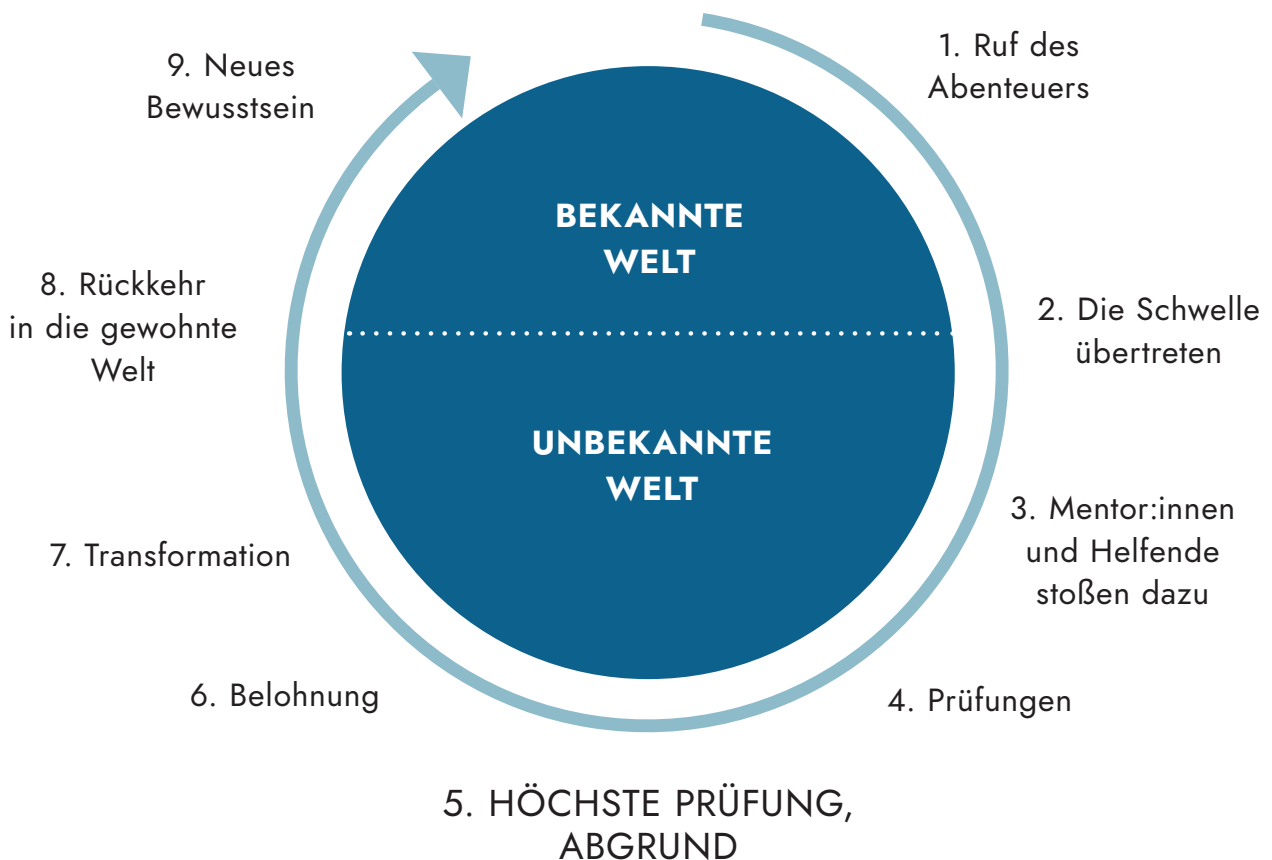 1. Ruf des
Abenteuers
2. Die Schwelle
übertreten
3. Mentor:innen
und Helfende
stoßen dazu
4. Prüfungen
5. HÖCHSTE PRÜFUNG,
ABGRUND
6. Belohnung
7. Transformation
8. Rückkehr
in die gewohnte
Welt
9. Neues
Bewusstsein
BEKANNTE
WELT
UNBEKANNTE
WELT